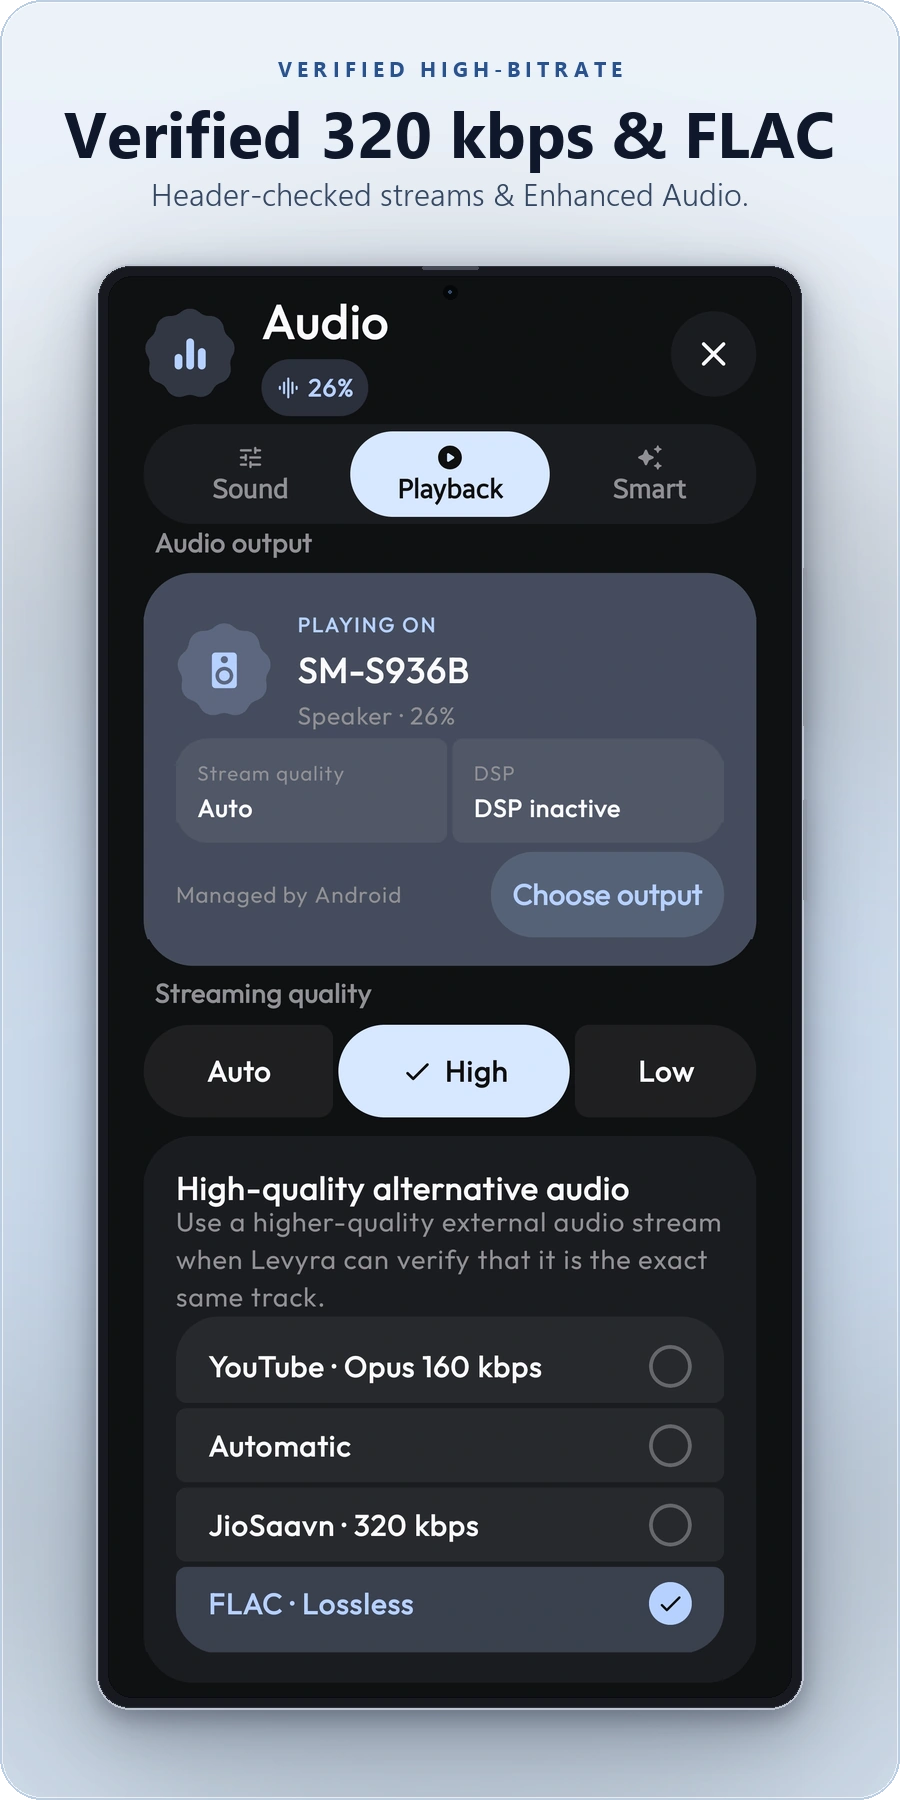 VERIFIED HIGH-BITRATE
Verified 320 kbps & FLAC
Header-checked streams & Enhanced Audio.
Audio
26%
Sound
Playback
Smart
Audio output
PLAYING ON
SM-S936B
Speaker · 26%
Stream quality
Auto
DSP
DSP inactive
Managed by Android
Choose output
Streaming quality
Auto
High
Low
High-quality alternative audio
Use a higher-quality external audio stream
when Levyra can verify that it is the exact
same track.
YouTube · Opus 160 kbps
Automatic
JioSaavn · 320 kbps
FLAC · Lossless